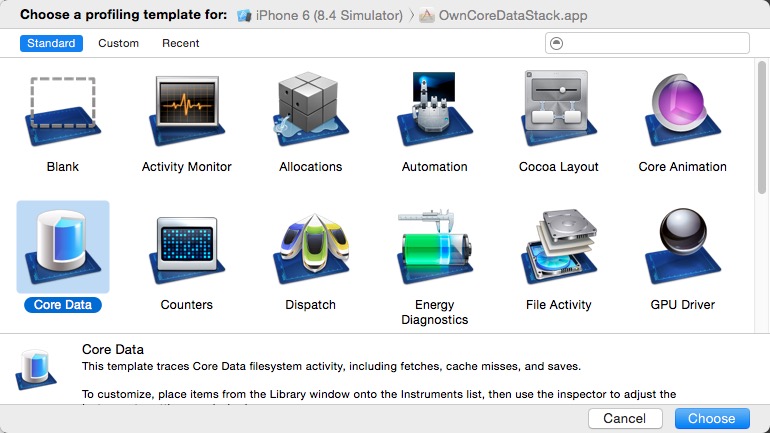 Choose a profiling template for: iPhone 6 (8.4 Simulator) 〉 OwnCoreDataStack.app
Standard Custom Recent
Blank Activity Monitor Allocations Automation Cocoa Layout Core Animation
Core Data Counters Dispatch Energy Diagnostics File Activity GPU Driver
Core Data
This template traces Core Data filesystem activity, including fetches, cache misses, and saves.
To customize, place items from the Library window onto the Instruments list, then use the inspector to adjust the
Cancel Choose